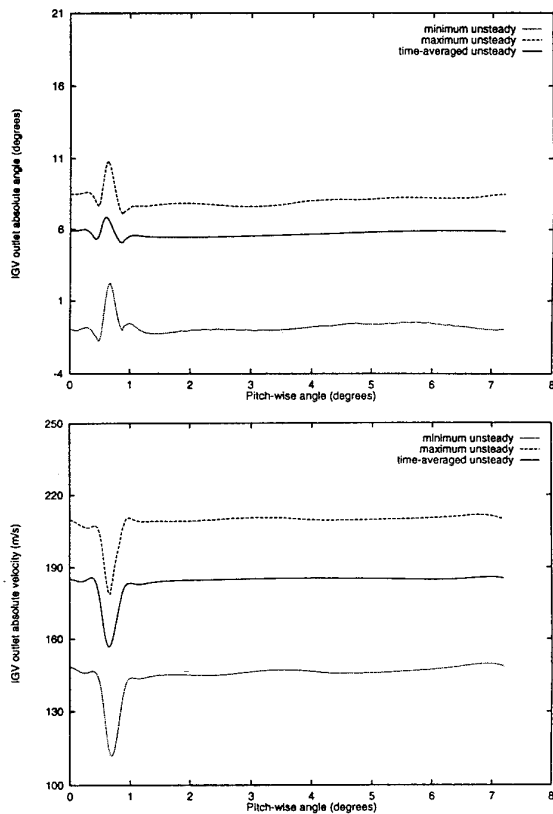 21
16
11
6
1
-4
IGV outlet absolute angle (degrees)
minimum unsteady
maximum unsteady
time-averaged unsteady
0 1 2 3 4 5 6 7 8
Pitch-wise angle (degrees)
250
220
185
150
100
IGV outlet absolute velocity (m/s)
minimum unsteady
maximum unsteady
time-averaged unsteady
0 1 2 3 4 5 6 7 8
Pitch-wise angle (degrees)